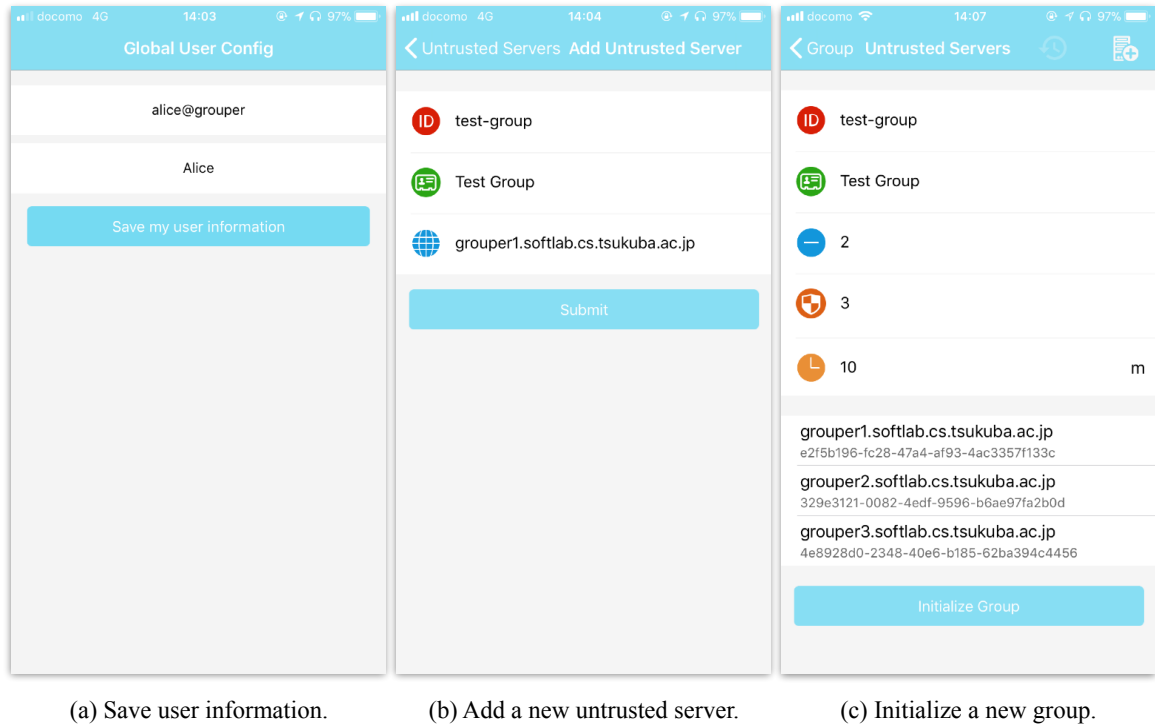 docomo 4G 14:03 97%
Global User Config
alice@grouper
Alice
Save my user information
docomo 4G 14:04 97%
Untrusted Servers Add Untrusted Server
ID test-group
Test Group
grouper1.softlab.cs.tsukuba.ac.jp
Submit
docomo 14:07 97%
Group Untrusted Servers
ID test-group
Test Group
2
3
10 m
grouper1.softlab.cs.tsukuba.ac.jp
e2f5b196-fc28-47a4-af93-4ac3357f133c
grouper2.softlab.cs.tsukuba.ac.jp
329e3121-0082-4edf-9596-b6ae97fa2b0d
grouper3.softlab.cs.tsukuba.ac.jp
4e8928d0-2348-40e6-b185-62ba394c4456
Initialize Group
(a) Save user information.
(b) Add a new untrusted server.
(c) Initialize a new group.